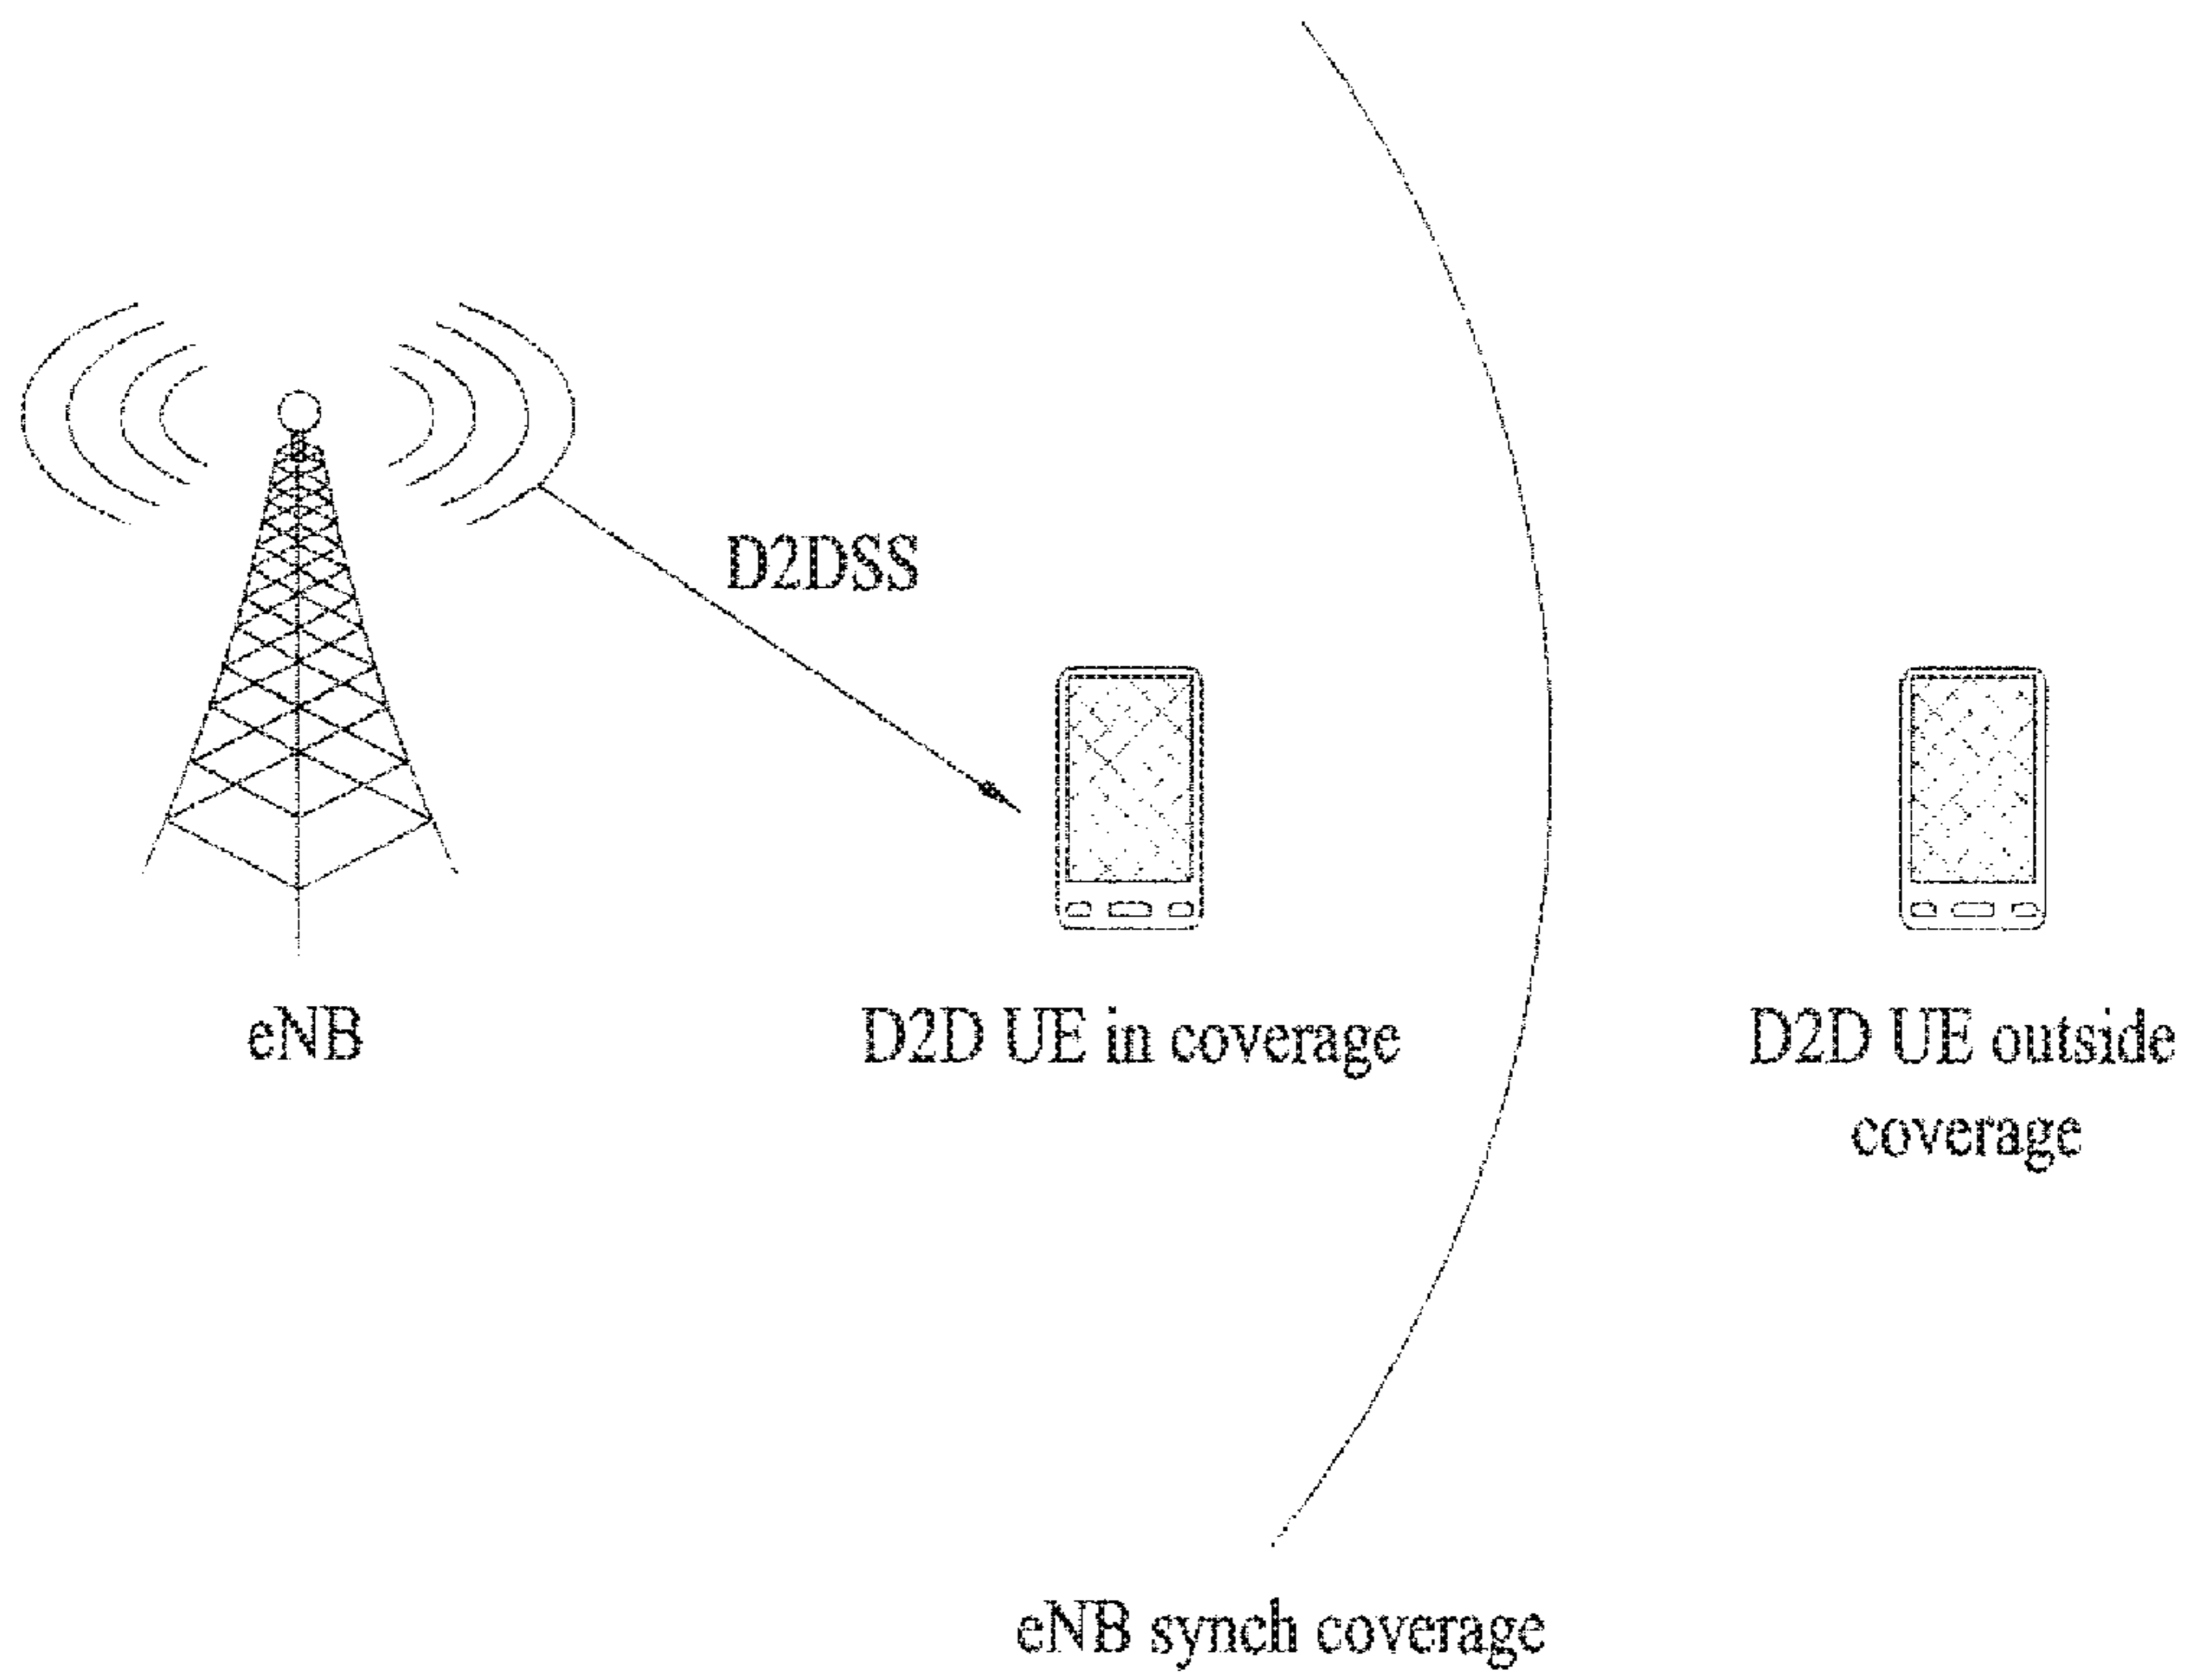 D2DSS
eNB
D2D UE in coverage
D2D UE outside
coverage
eNB synch coverage